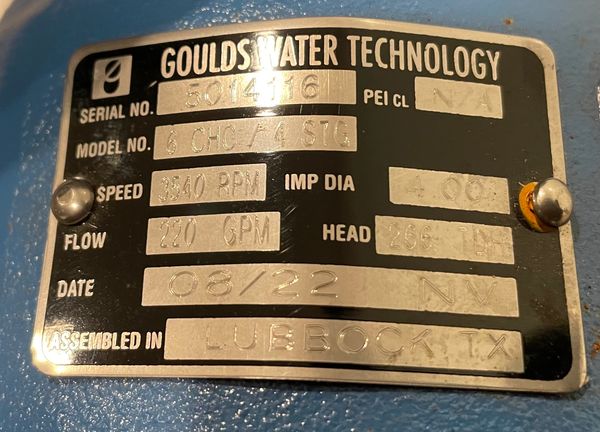 GOULDS WATER TECHNOLOGY
SERIAL NO. 5014116 PEI CL N/A
MODEL NO. 6 CHC / 4 STG
SPEED 3540 RPM IMP DIA 4.00
FLOW 220 GPM HEAD 266 TDH
DATE 08/22 NV
ASSEMBLED IN LUBBOCK TX